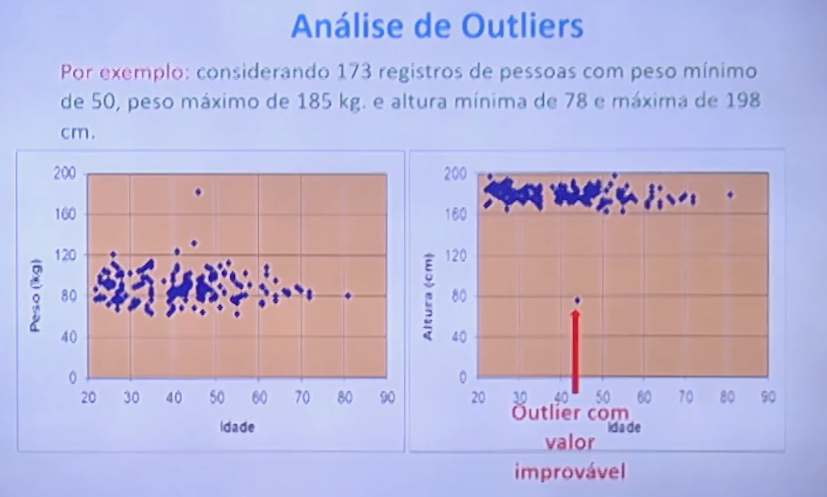 Análise de Outliers
Por exemplo: considerando 173 registros de pessoas com peso mínimo
de 50, peso máximo de 185 kg. e altura mínima de 78 e máxima de 198
cm.
200
160
120
80
40
0
Peso (kg)
20 30 40 50 60 70 80 90
Idade
200
160
120
80
40
0
Altura (cm)
20 30 40 50 60 70 80 90
Idade
Outlier com
valor
improvável